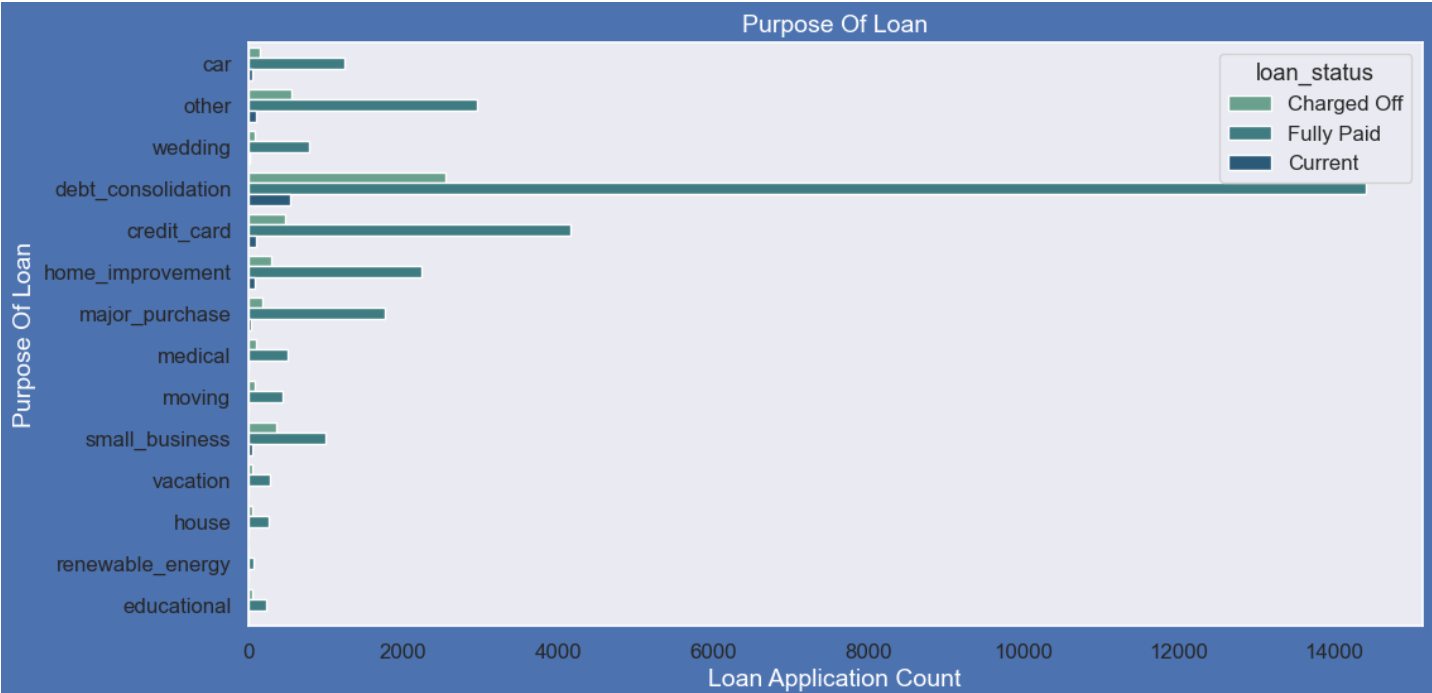 Purpose Of Loan
loan_status
Charged Off
Fully Paid
Current
Purpose Of Loan
car
other
wedding
debt_consolidation
credit_card
home_improvement
major_purchase
medical
moving
small_business
vacation
house
renewable_energy
educational
0 2000 4000 6000 8000 10000 12000 14000
Loan Application Count